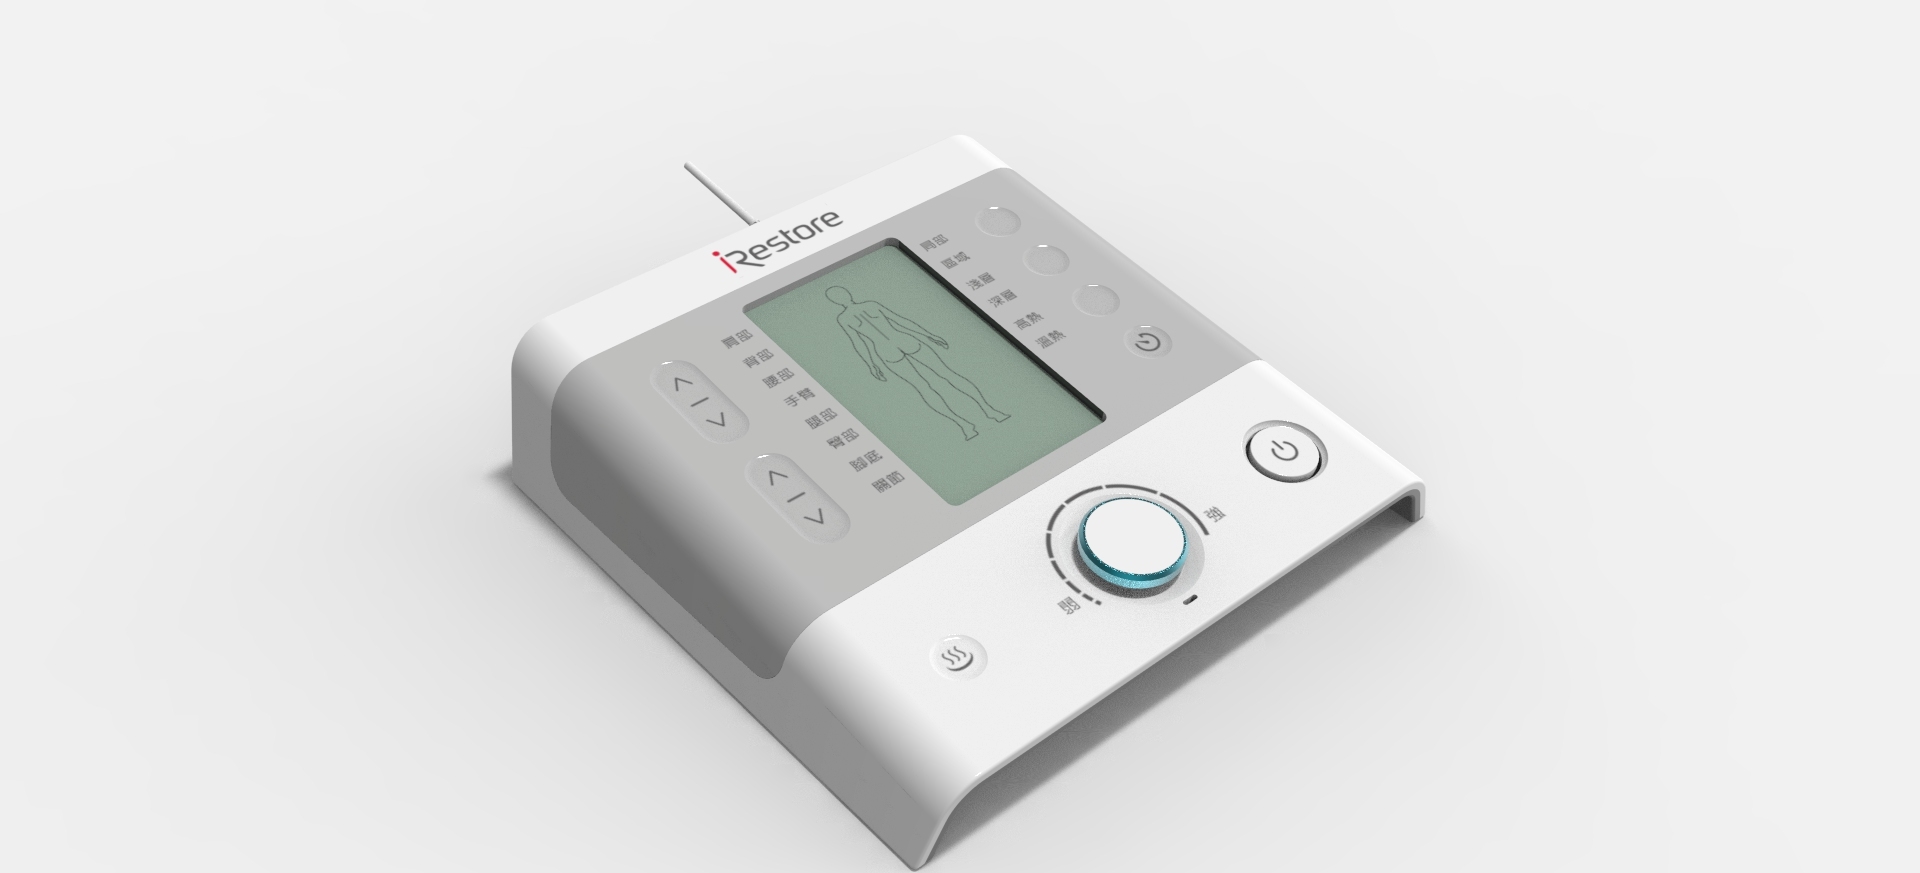 iRestore
肩部
背部
腰部
手臂
腿部
臀部
腳底
關節
局部
區域
淺層
深層
高熱
溫熱
強
弱